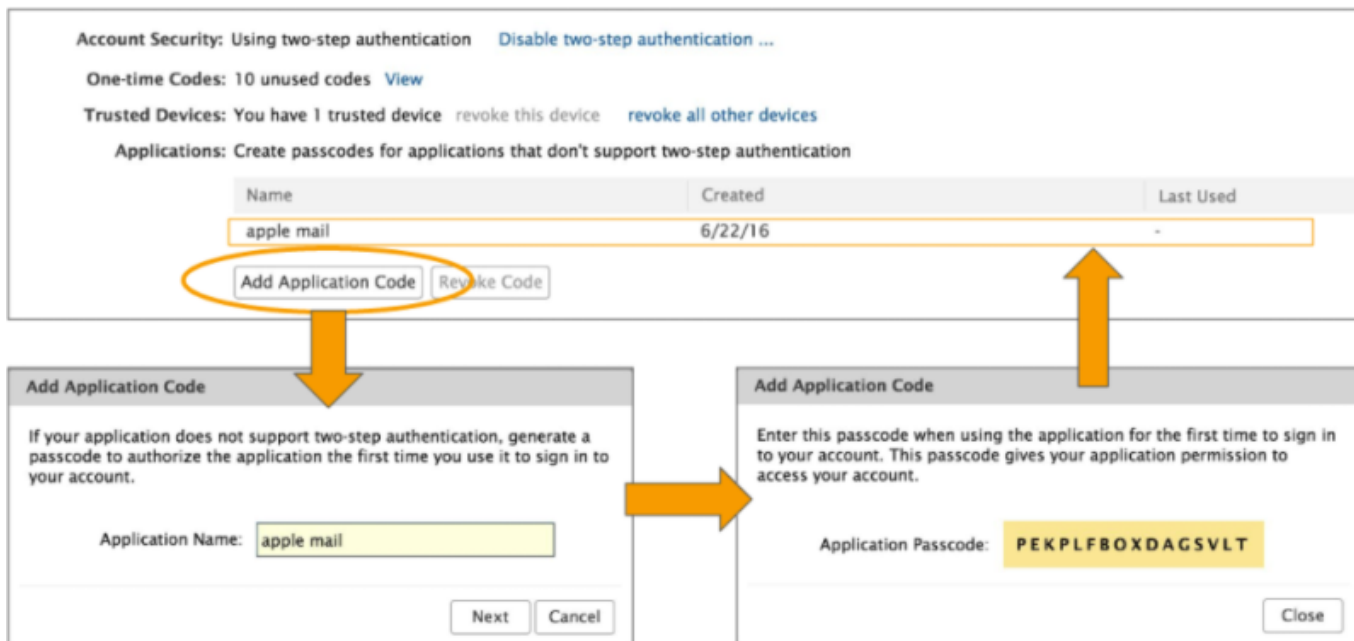 Account Security: Using two-step authentication Disable two-step authentication ...
One-time Codes: 10 unused codes View
Trusted Devices: You have 1 trusted device revoke this device revoke all other devices
Applications: Create passcodes for applications that don't support two-step authentication
Name Created Last Used
apple mail 6/22/16 -
Add Application Code Revoke Code
Add Application Code
If your application does not support two-step authentication, generate a
passcode to authorize the application the first time you use it to sign in to
your account.
Application Name: apple mail
Next Cancel
Add Application Code
Enter this passcode when using the application for the first time to sign in
to your account. This passcode gives your application permission to
access your account.
Application Passcode: PEKPLFBOXDAGSVLT
Close